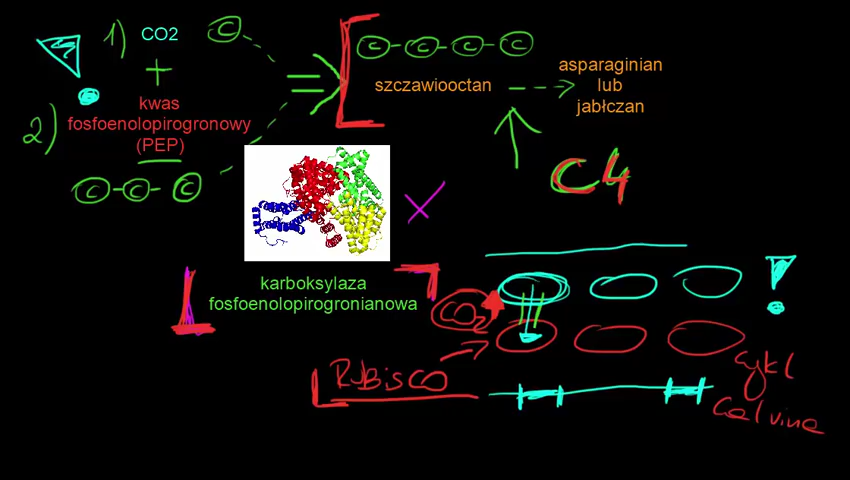 1) CO2
+
2) kwas
fosfoenolopirogronowy
(PEP)
C
C - C - C
=>
C - C - C - C
szczawiooctan
asparaginian
lub
jabłczan
C4
karboksylaza
fosfoenolopirogronianowa
CO2
RuBisCO
Cykl
Calvina